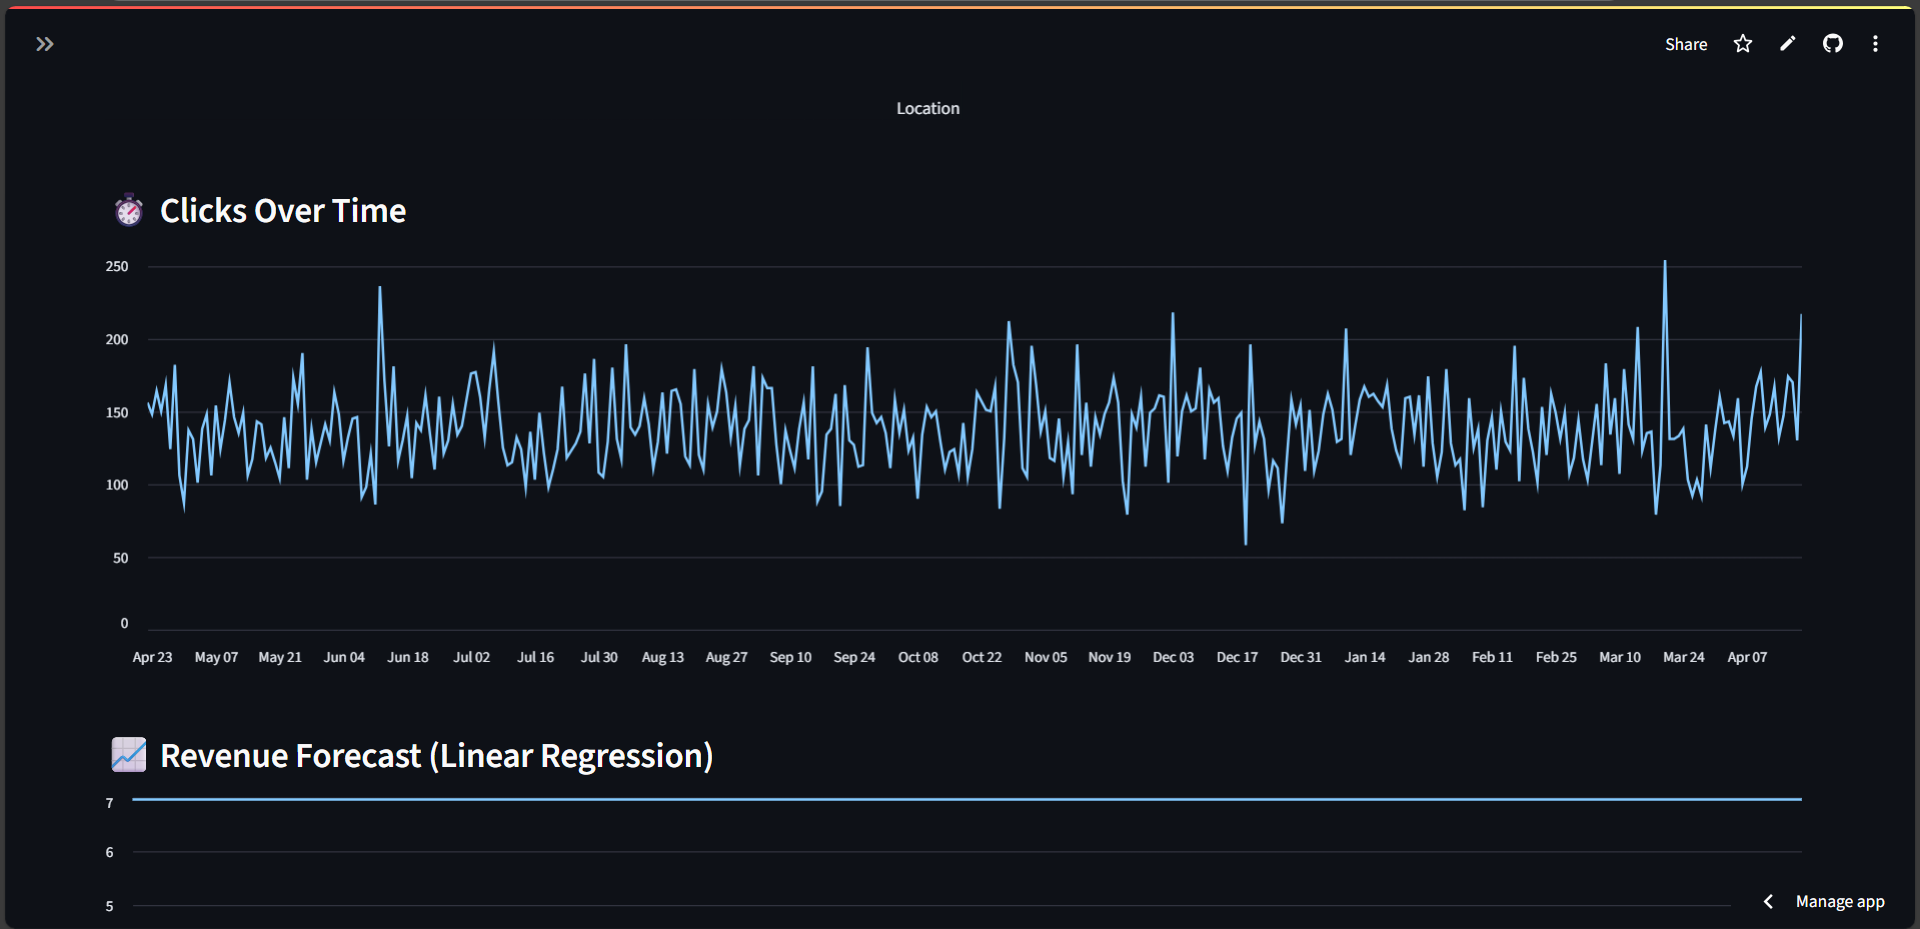 Share
Location
Clicks Over Time
250
200
150
100
50
0
Apr 23 May 07 May 21 Jun 04 Jun 18 Jul 02 Jul 16 Jul 30 Aug 13 Aug 27 Sep 10 Sep 24 Oct 08 Oct 22 Nov 05 Nov 19 Dec 03 Dec 17 Dec 31 Jan 14 Jan 28 Feb 11 Feb 25 Mar 10 Mar 24 Apr 07
Revenue Forecast (Linear Regression)
7
6
5
Manage app